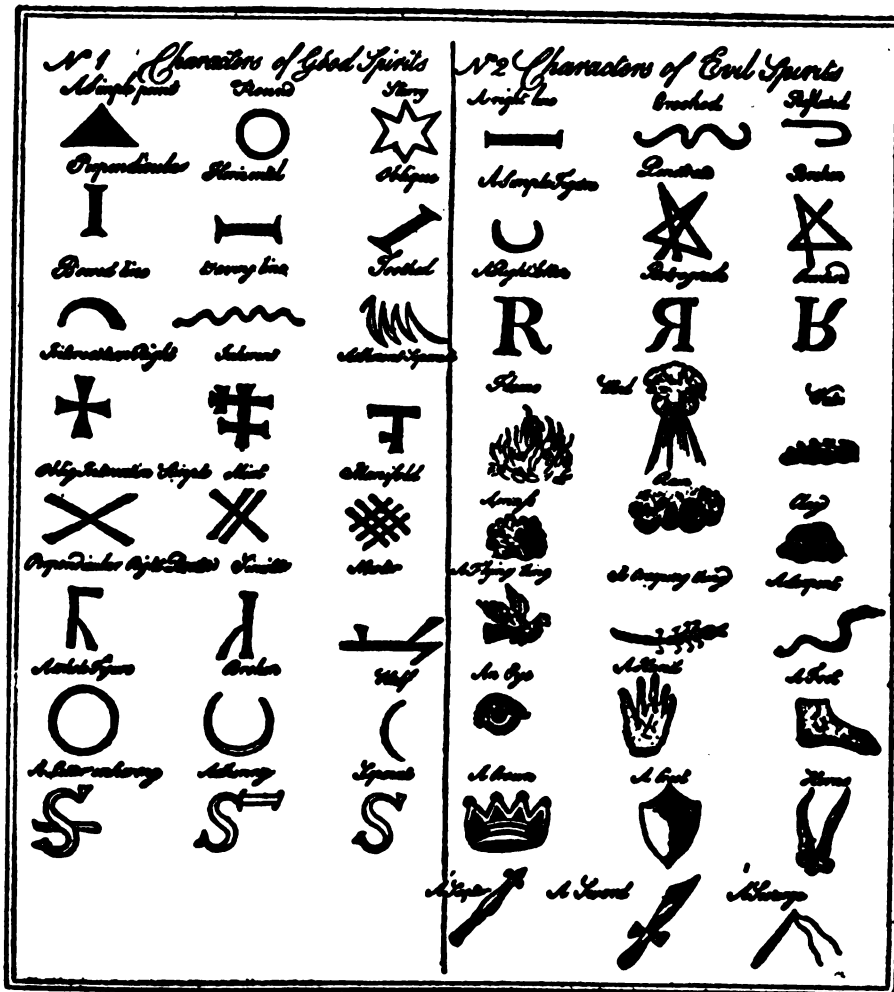 Nº 1 Characters of Good Spirits
A Simple point Round Starry
Perpendicular Horizontal Oblique
Bowed line Wavey line Toothed
Intersection Right Inherent Adherent Separate
Obliq Intersection Simple Mixt Manifold
Perpendicular Right Dexter Sinister Neuter
A whole Figure Broken Half
A Letter inhering Adhering Separate
Nº 2 Characters of Evil Spirits
A right line Crooked Reflected
A Simple Figure Penetrate Broken
A Right letter Retrograde
R R R
Flame Wind Water
A mass Rain Clay
A Flying thing A creeping thing A Serpent
An Eye A Hand A Foot
A Crown A Crest Horns
A Scepter A Sword A Scourge